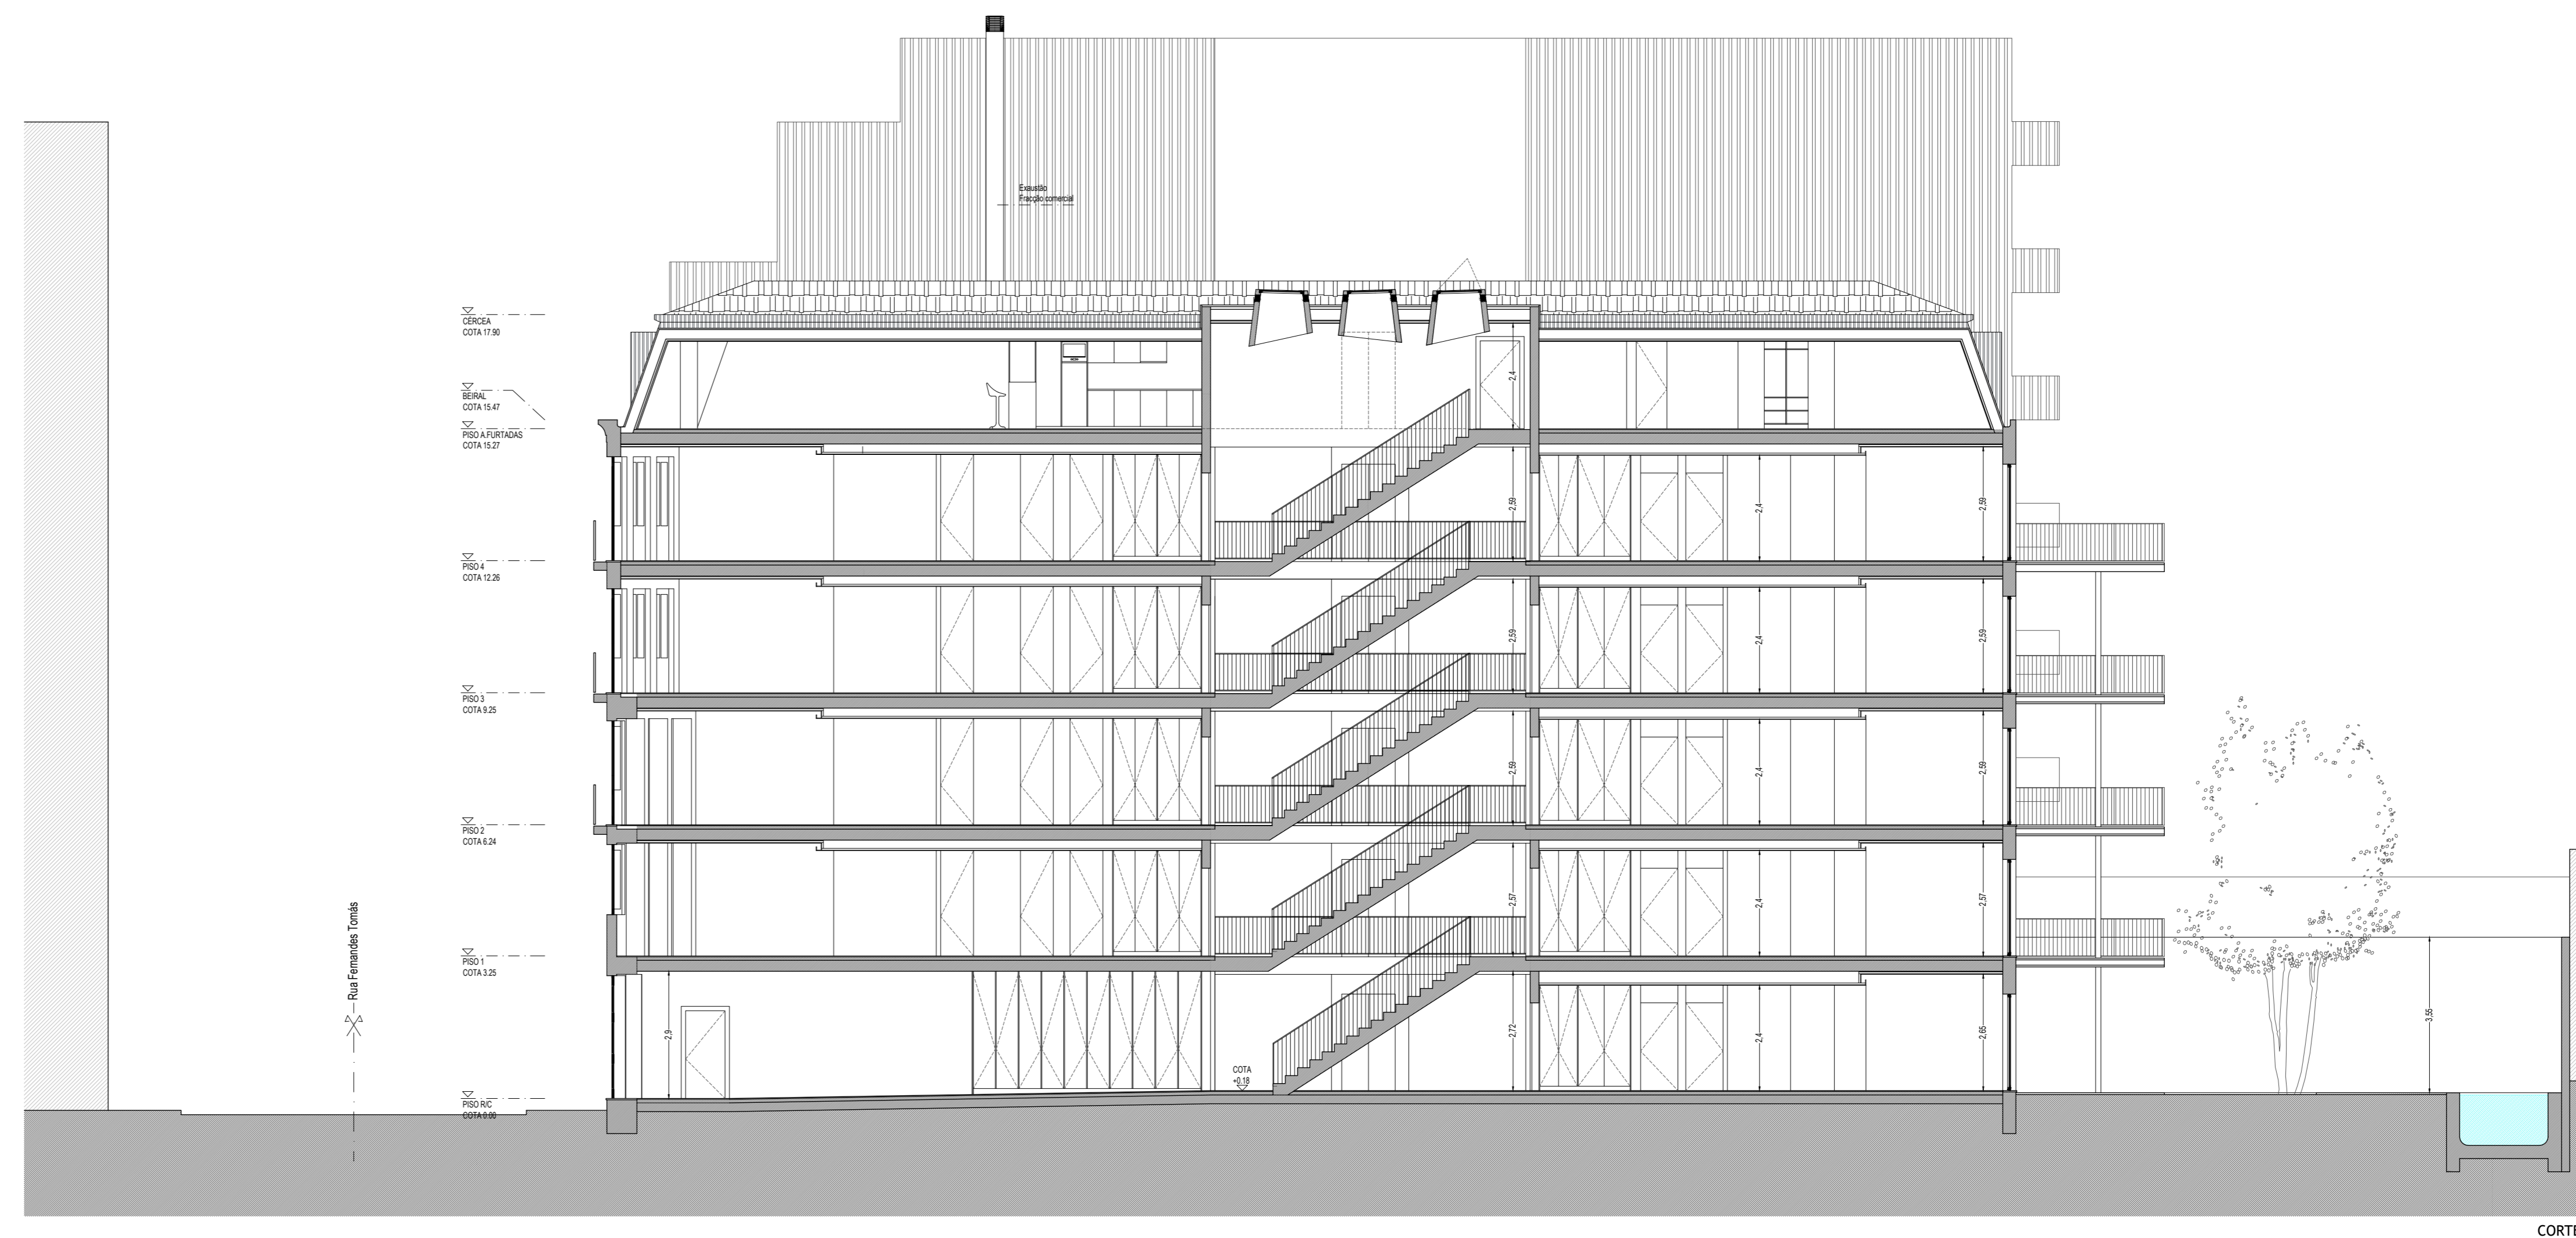 Exaustão
Fracção comercial
CÉRCEA
COTA 17.90
BEIRAL
COTA 15.47
PISO A.FURTADAS
COTA 15.27
2,4
2,59
2,4
2,59
PISO 4
COTA 12.26
2,59
2,4
2,59
PISO 3
COTA 9.25
2,59
2,4
2,59
PISO 2
COTA 6.24
2,57
2,4
2,57
Rua Fernandes Tomás
PISO 1
COTA 3.25
2,9
2,72
2,4
2,65
3,55
COTA
+0.18
PISO R/C
COTA 0.00
CORTE